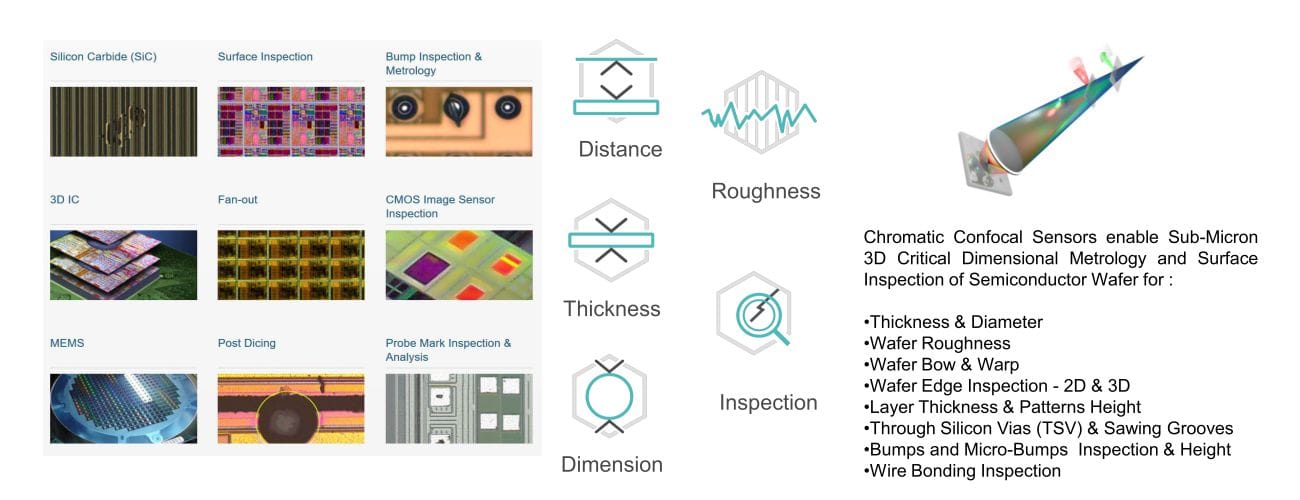 Silicon Carbide (SiC)
Surface Inspection
Bump Inspection &
Metrology
3D IC
Fan-out
CMOS Image Sensor
Inspection
MEMS
Post Dicing
Probe Mark Inspection &
Analysis
Distance
Thickness
Dimension
Roughness
Inspection
Chromatic Confocal Sensors enable Sub-Micron
3D Critical Dimensional Metrology and Surface
Inspection of Semiconductor Wafer for :
•Thickness & Diameter
•Wafer Roughness
•Wafer Bow & Warp
•Wafer Edge Inspection - 2D & 3D
•Layer Thickness & Patterns Height
•Through Silicon Vias (TSV) & Sawing Grooves
•Bumps and Micro-Bumps  Inspection & Height
•Wire Bonding Inspection